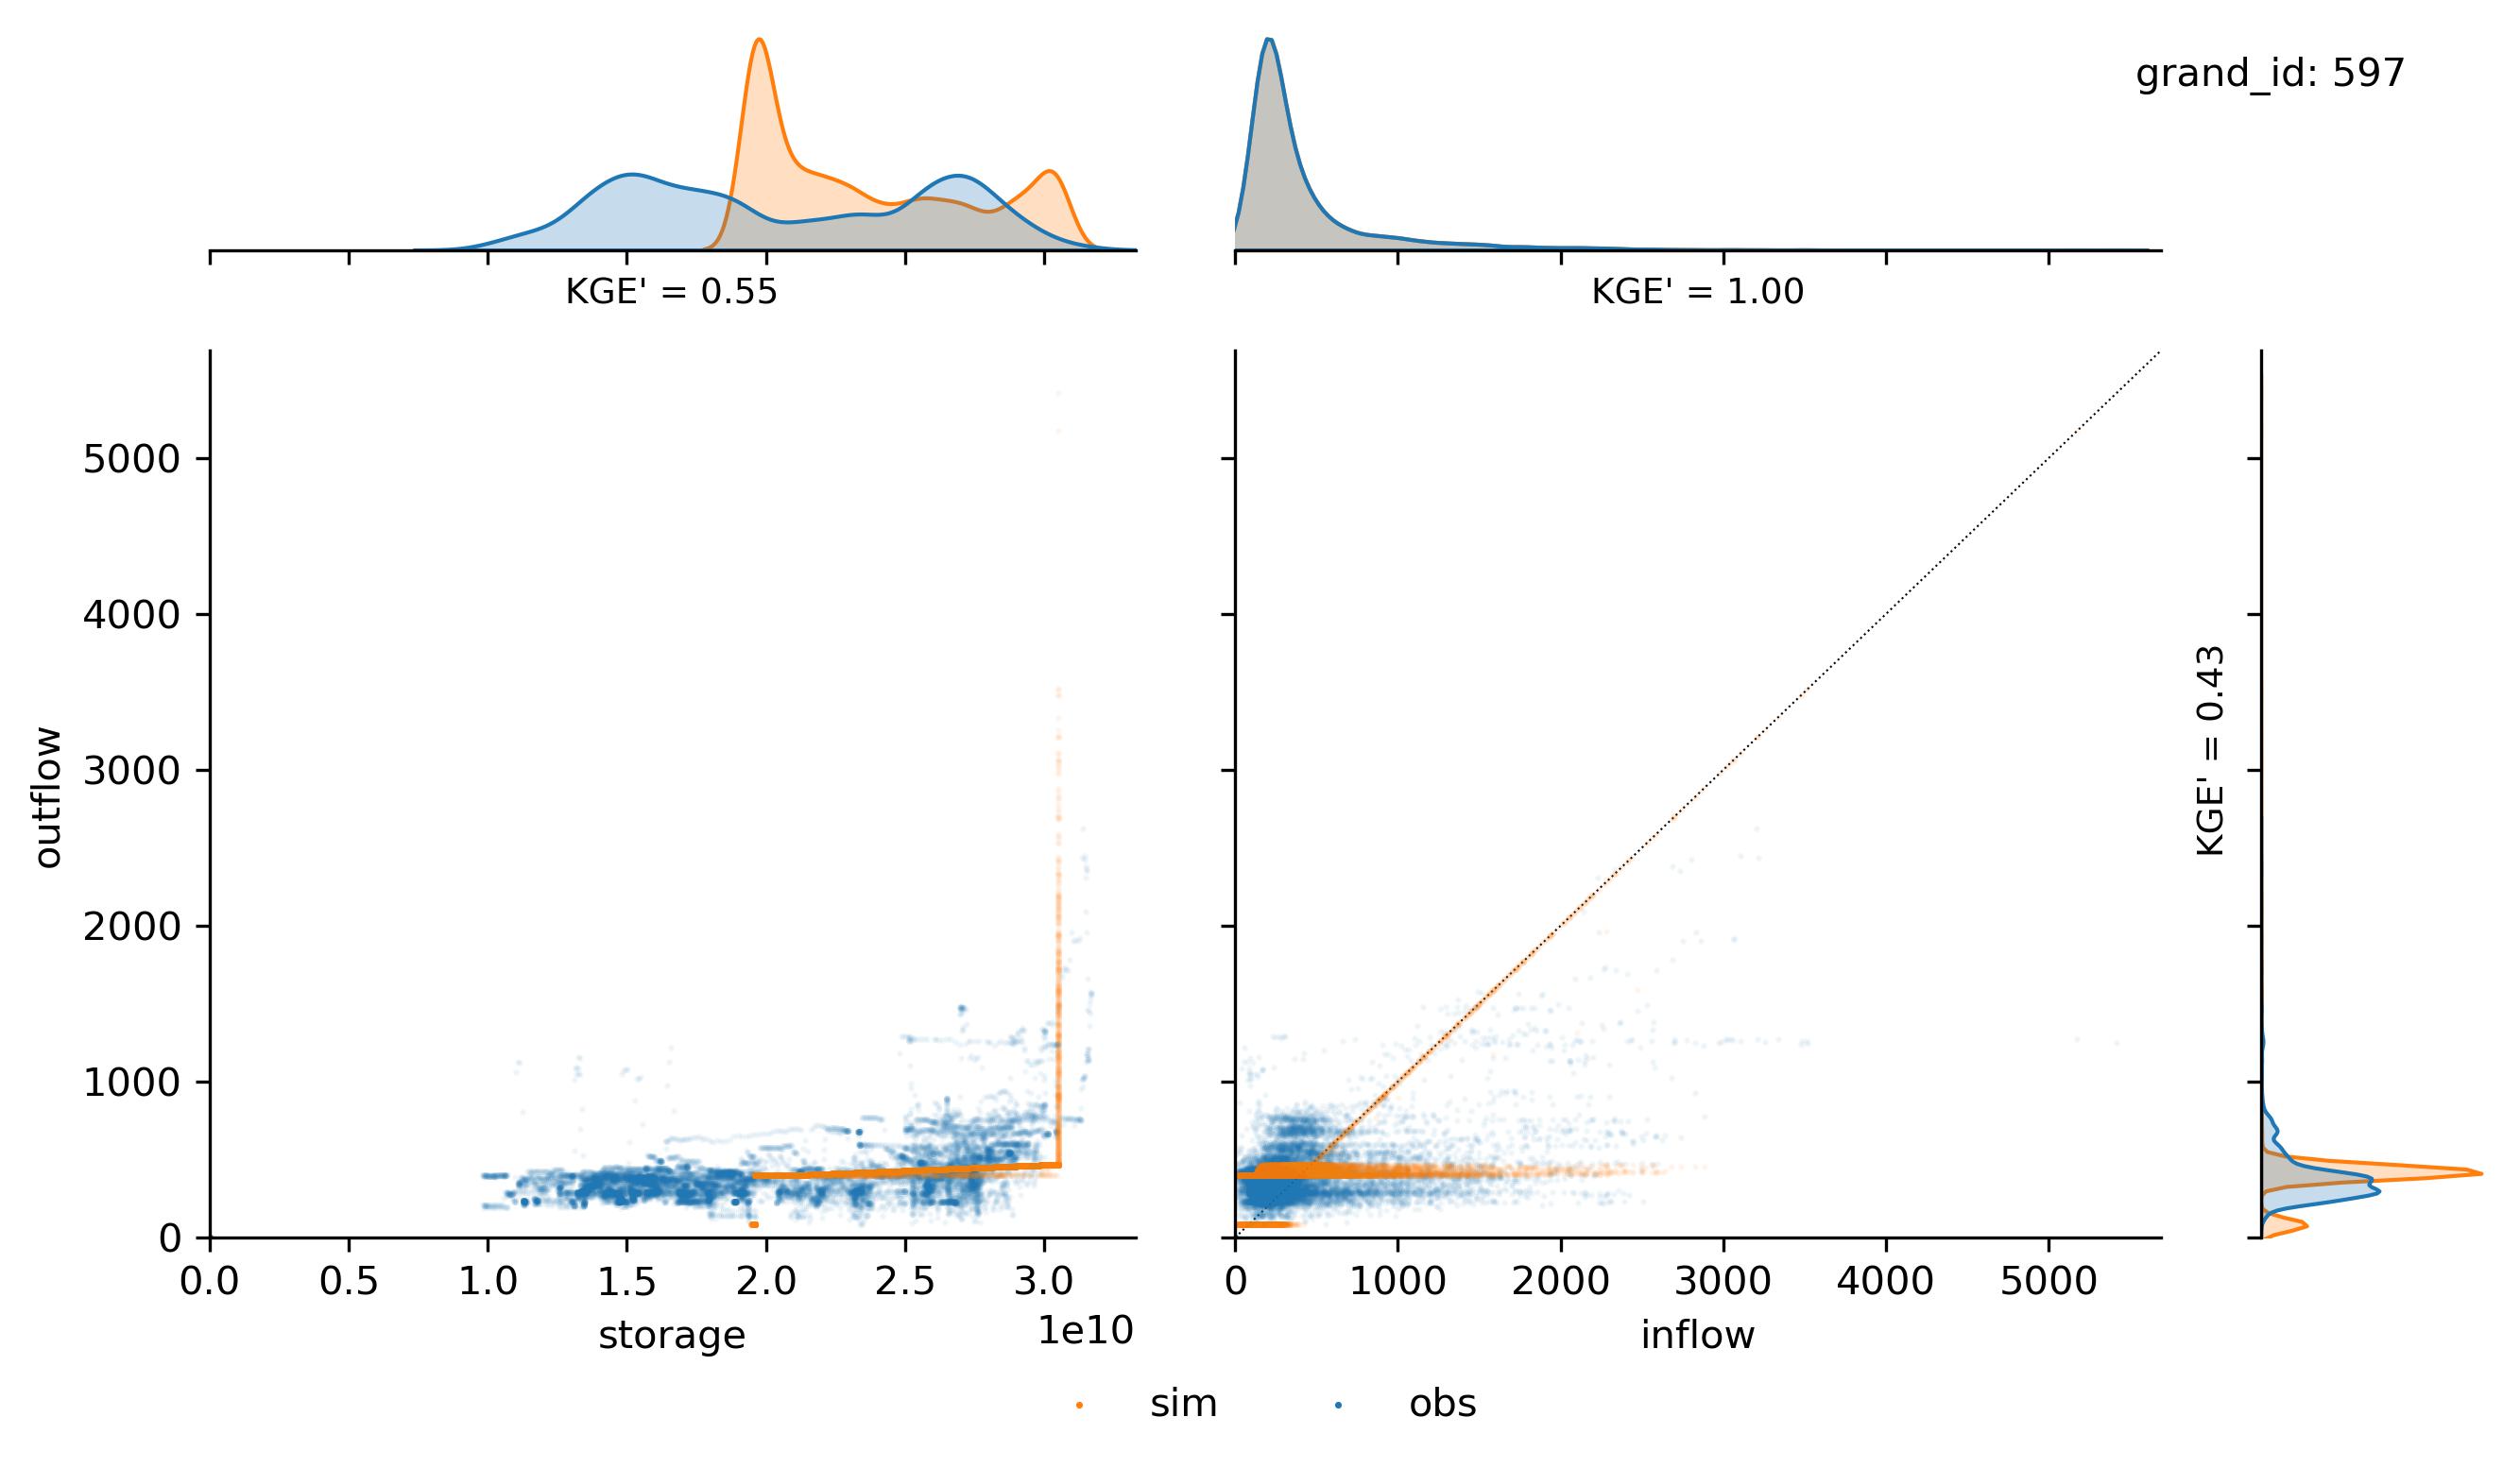 grand_id: 597
KGE' = 0.55
KGE' = 1.00
outflow
5000
4000
3000
2000
1000
0
0.0 0.5 1.0 1.5 2.0 2.5 3.0
1e10
storage
0 1000 2000 3000 4000 5000
inflow
KGE' = 0.43
sim obs